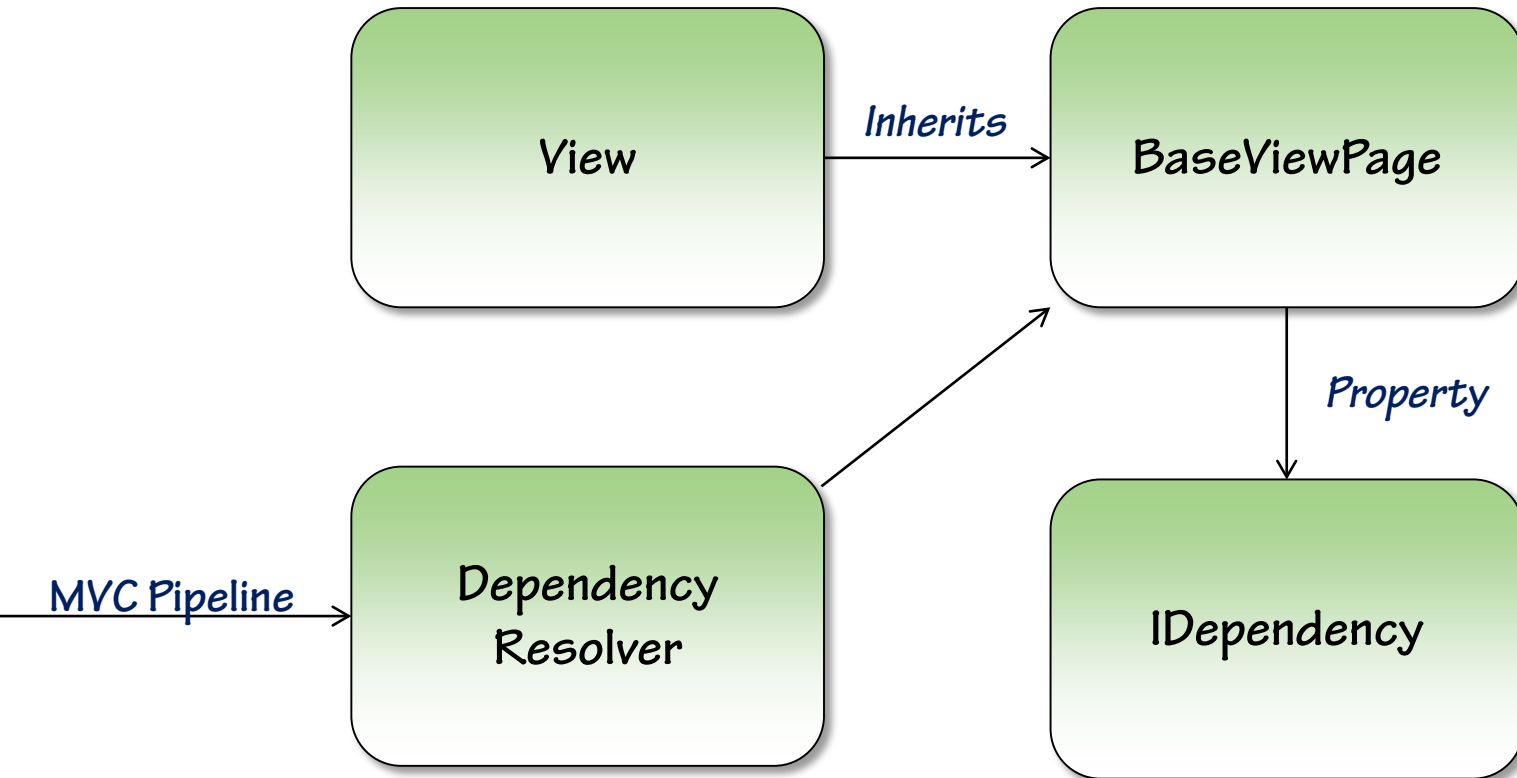 View
Inherits
BaseViewPage
Property
MVC Pipeline
Dependency
Resolver
IDependency